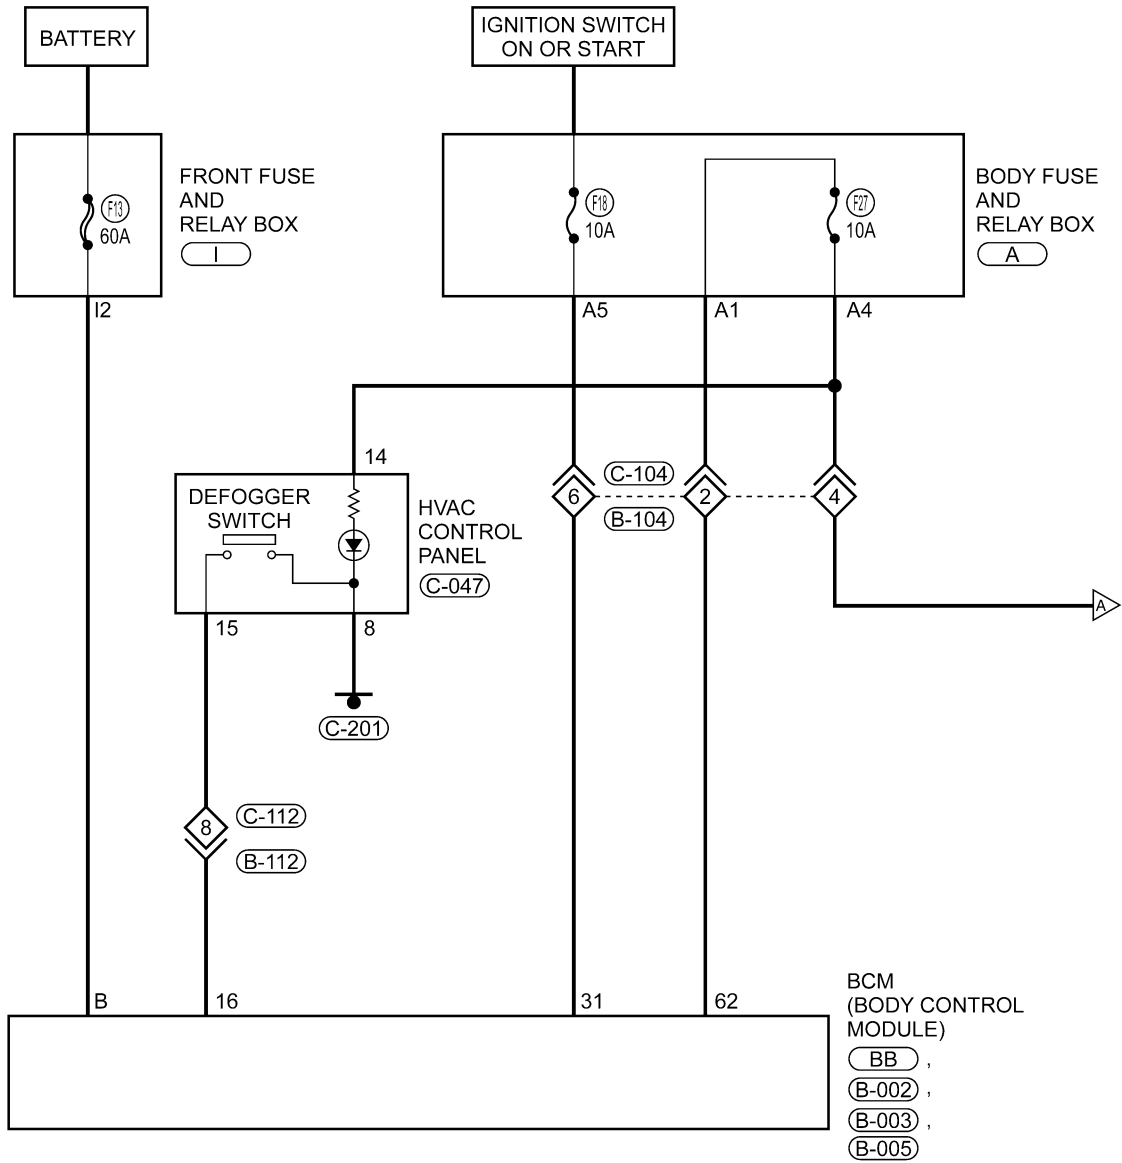 BATTERY
IGNITION SWITCH
ON OR START
F13
60A
FRONT FUSE
AND
RELAY BOX
I
F18
10A
F27
10A
BODY FUSE
AND
RELAY BOX
A
I2
A5
A1
A4
14
DEFOGGER
SWITCH
HVAC
CONTROL
PANEL
C-047
C-104
6
2
4
B-104
A
15
8
C-201
8
C-112
B-112
B
16
31
62
BCM
(BODY CONTROL
MODULE)
BB ,
B-002 ,
B-003 ,
B-005